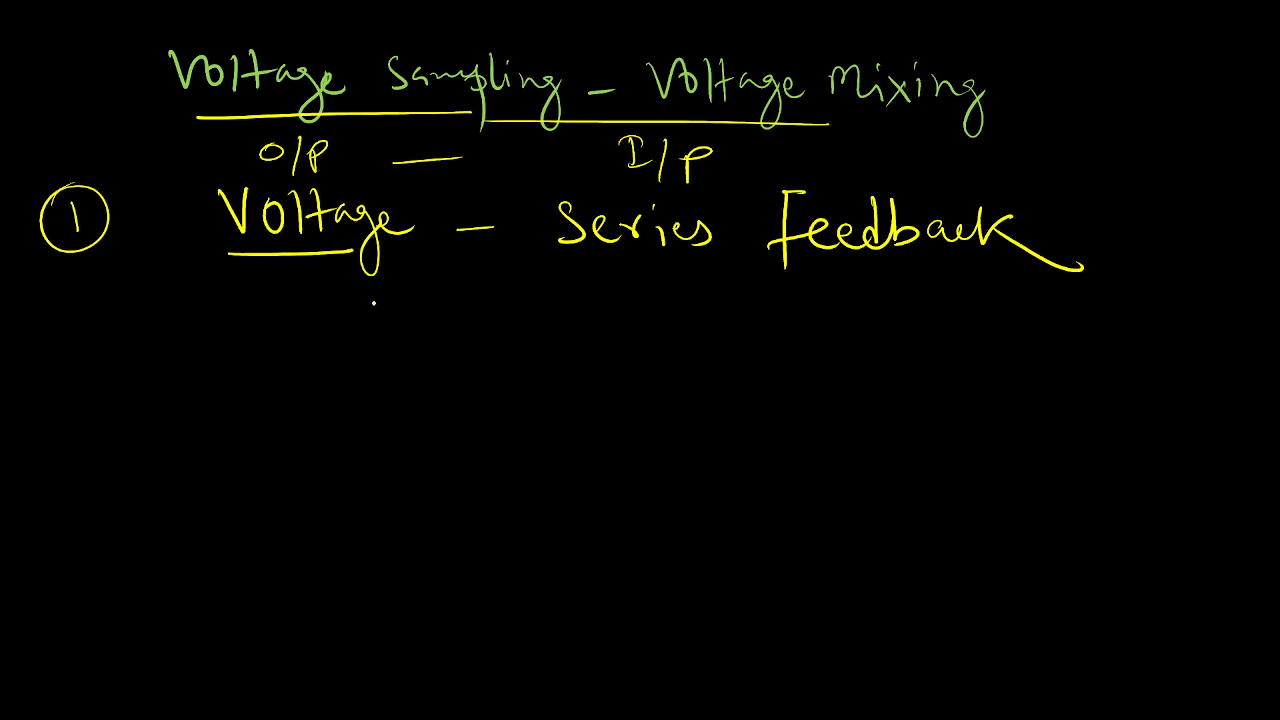 Voltage Sampling - Voltage Mixing
O/P — I/P
① Voltage - Series Feedback